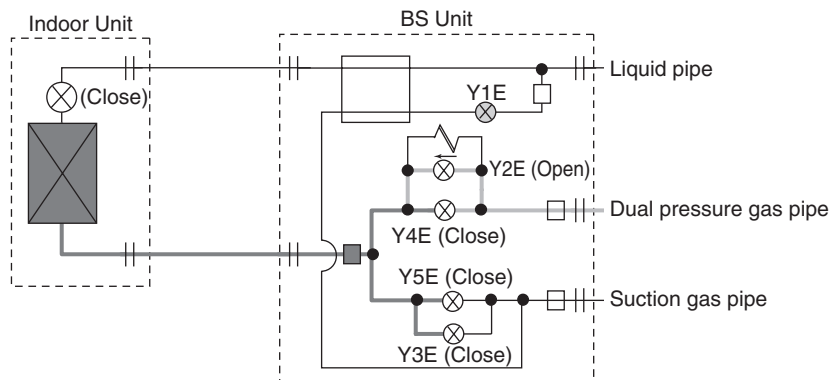 Indoor Unit
BS Unit
(Close)
Liquid pipe
Y1E
Y2E (Open)
Dual pressure gas pipe
Y4E (Close)
Y5E (Close)
Suction gas pipe
Y3E (Close)